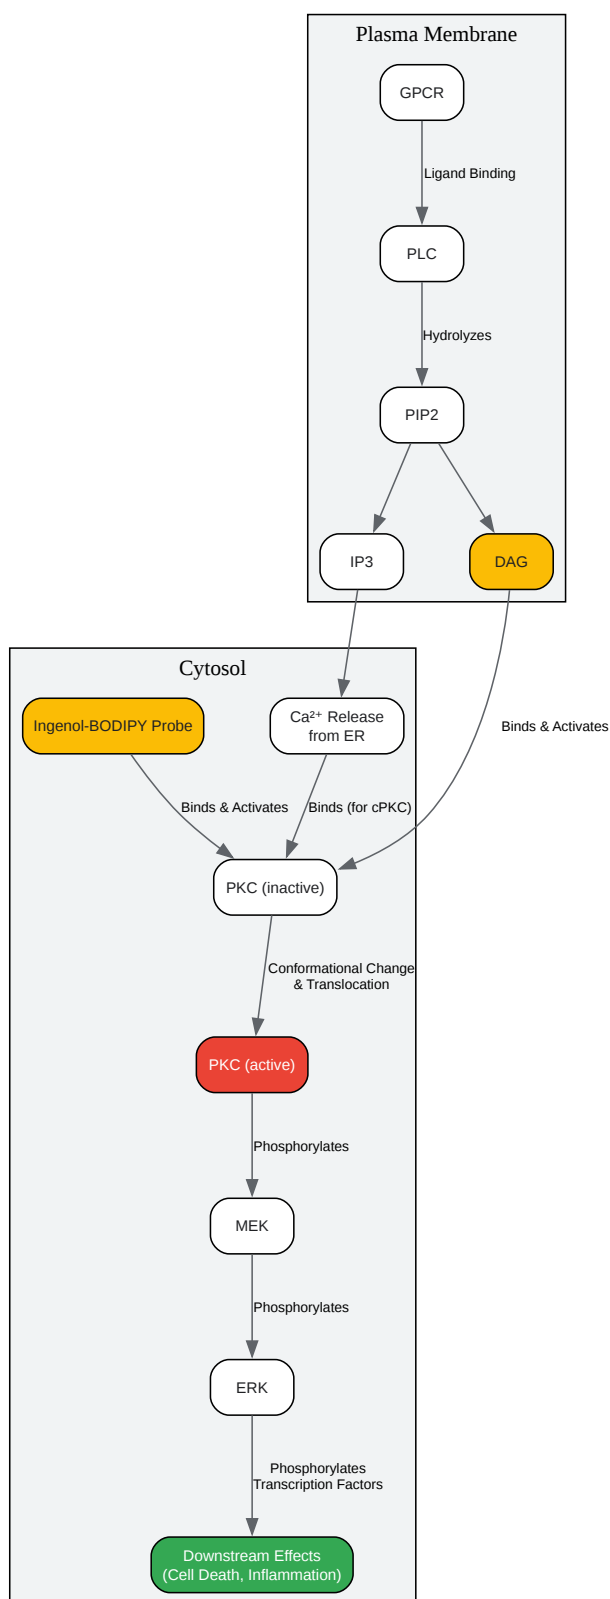 Plasma Membrane
GPCR
Ligand Binding
PLC
Hydrolyzes
PIP2
IP3
DAG
Cytosol
Ingenol-BODIPY Probe
Ca²⁺ Release
from ER
Binds & Activates
Binds & Activates
Binds (for cPKC)
PKC (inactive)
Conformational Change
& Translocation
PKC (active)
Phosphorylates
MEK
Phosphorylates
ERK
Phosphorylates
Transcription Factors
Downstream Effects
(Cell Death, Inflammation)